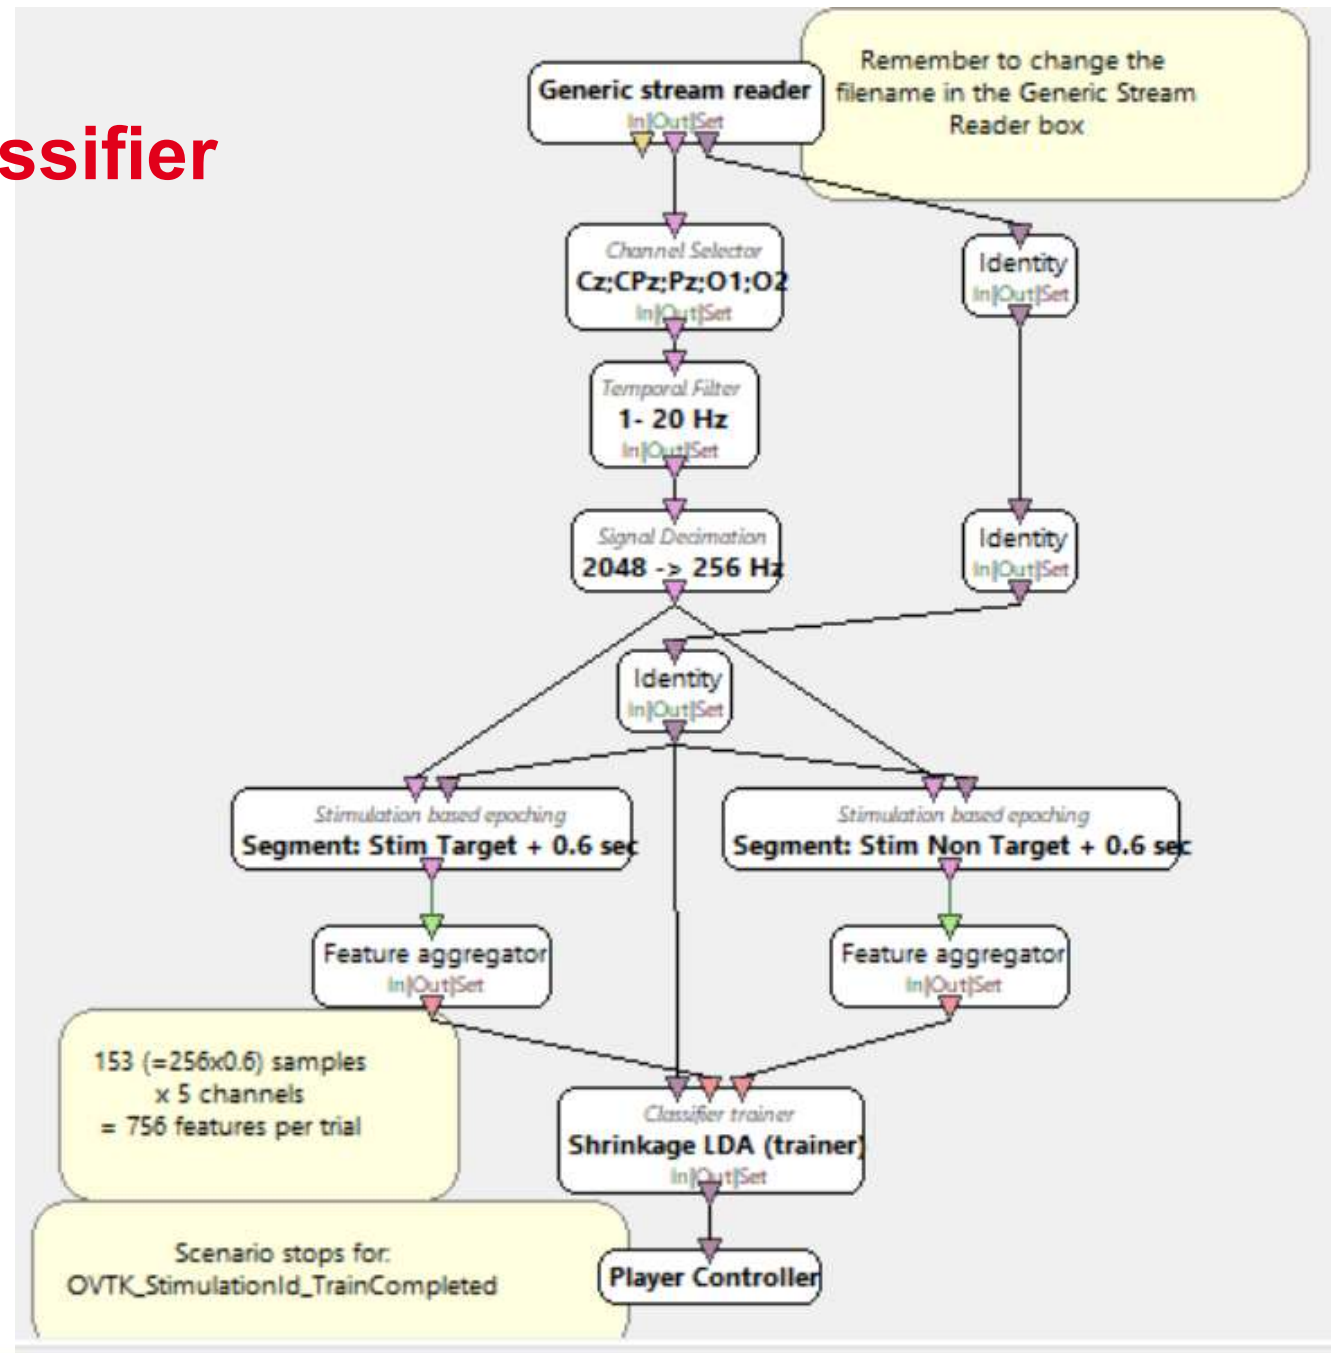 ssifier
Generic stream reader
In|Out|Set
Remember to change the
filename in the Generic Stream
Reader box
Channel Selector
Cz;CPz;Pz;O1;O2
In|Out|Set
Identity
In|Out|Set
Temporal Filter
1- 20 Hz
In|Out|Set
Signal Decimation
2048 -> 256 Hz
Identity
In|Out|Set
Identity
In|Out|Set
Stimulation based epoching
Segment: Stim Target + 0.6 sec
Stimulation based epoching
Segment: Stim Non Target + 0.6 sec
Feature aggregator
In|Out|Set
Feature aggregator
In|Out|Set
153 (=256x0.6) samples
x 5 channels
= 756 features per trial
Classifier trainer
Shrinkage LDA (trainer)
In|Out|Set
Scenario stops for:
OVTK_StimulationId_TrainCompleted
Player Controller